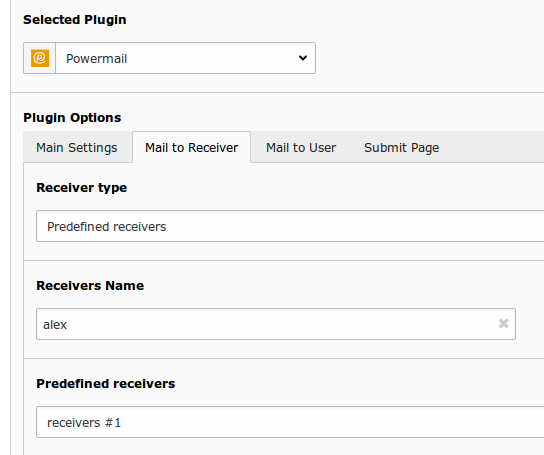 Selected Plugin
Powermail
Plugin Options
Main Settings Mail to Receiver Mail to User Submit Page
Receiver type
Predefined receivers
Receivers Name
alex
Predefined receivers
receivers #1